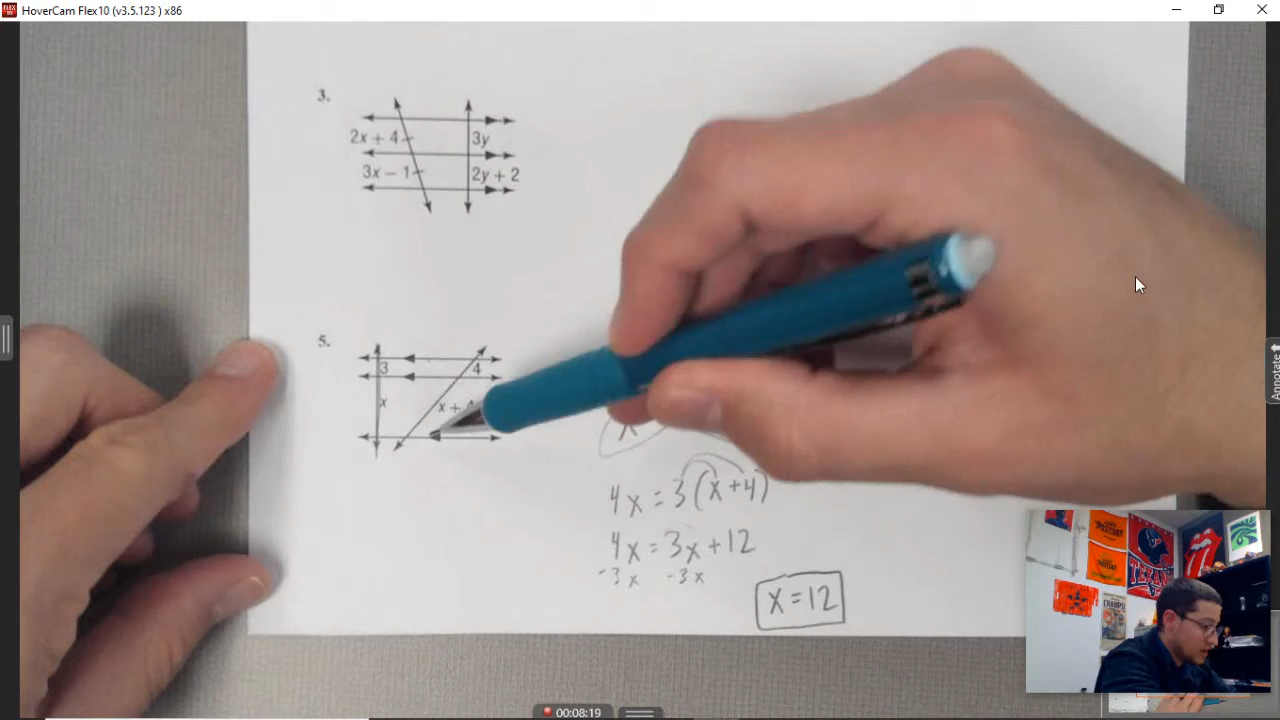 HoverCam Flex10 (v3.5.123 ) x86
3.
2x + 4
3y
3x − 1
2y + 2
5.
3
4
x
x +
x
4x = 3(x+4)
4x = 3x + 12
-3x -3x
x = 12
Annotate
TEXANS
00:08:19